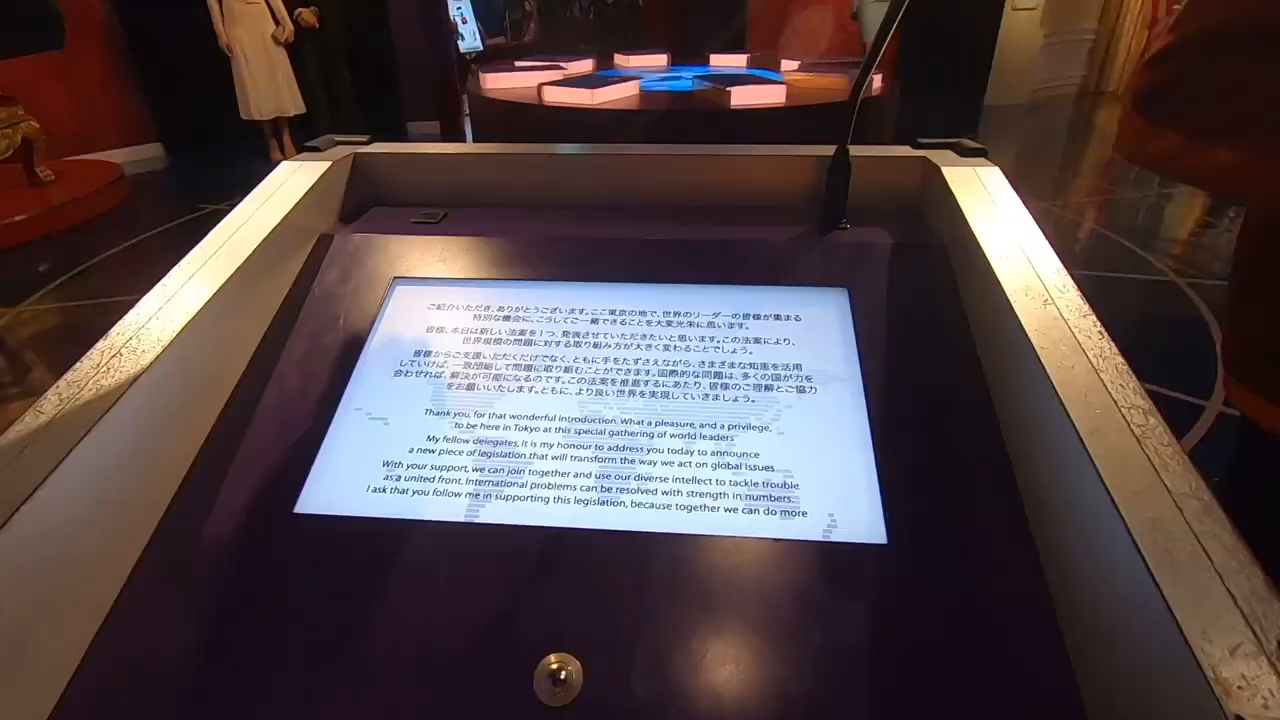 ご紹介いただき、ありがとうございます。ここ東京の地で、世界のリーダーの皆様が集まる
特別な機会に、こうしてご一緒できることを大変光栄に思います。
皆様、本日は新しい法案を1つ、発表させていただきたいと思います。この法案により、
世界規模の問題に対する取り組み方が大きく変わることでしょう。
皆様からご支援いただくだけでなく、ともに手をたずさえながら、さまざまな知恵を活用
していけば、一致団結して問題に取り組むことができます。国際的な問題は、多くの国が力を
合わせれば、解決が可能になるのです。この法案を推進するにあたり、皆様のご理解とご協力
をお願いいたします。ともに、より良い世界を実現していきましょう。
Thank you, for that wonderful introduction. What a pleasure, and a privilege,
to be here in Tokyo at this special gathering of world leaders
My fellow delegates, it is my honour to address you today to announce
a new piece of legislation that will transform the way we act on global issues
With your support, we can join together and use our diverse intellect to tackle trouble
as a united front. International problems can be resolved with strength in numbers.
I ask that you follow me in supporting this legislation, because together we can do more